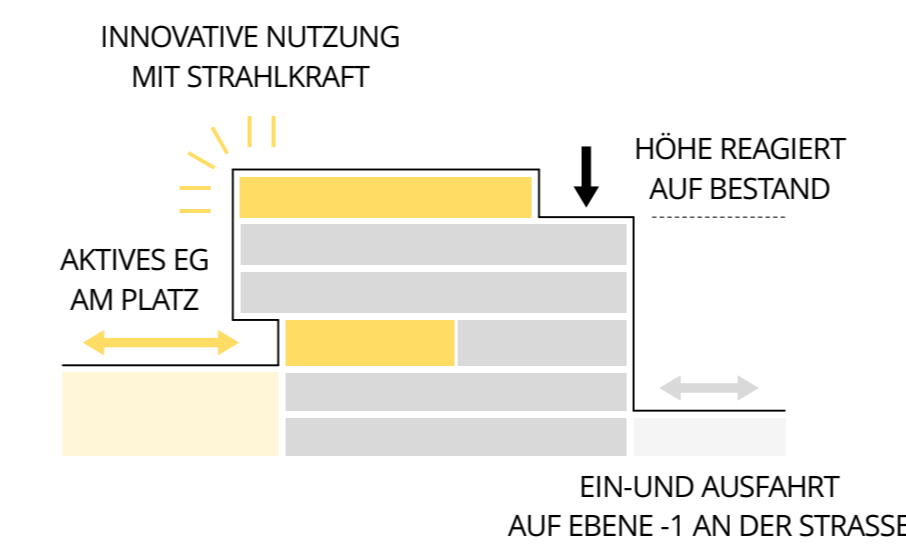 INNOVATIVE NUTZUNG
MIT STRAHLKRAFT
HÖHE REAGIERT
AUF BESTAND
AKTIVES EG
AM PLATZ
EIN-UND AUSFAHRT
AUF EBENE -1 AN DER STRASSE